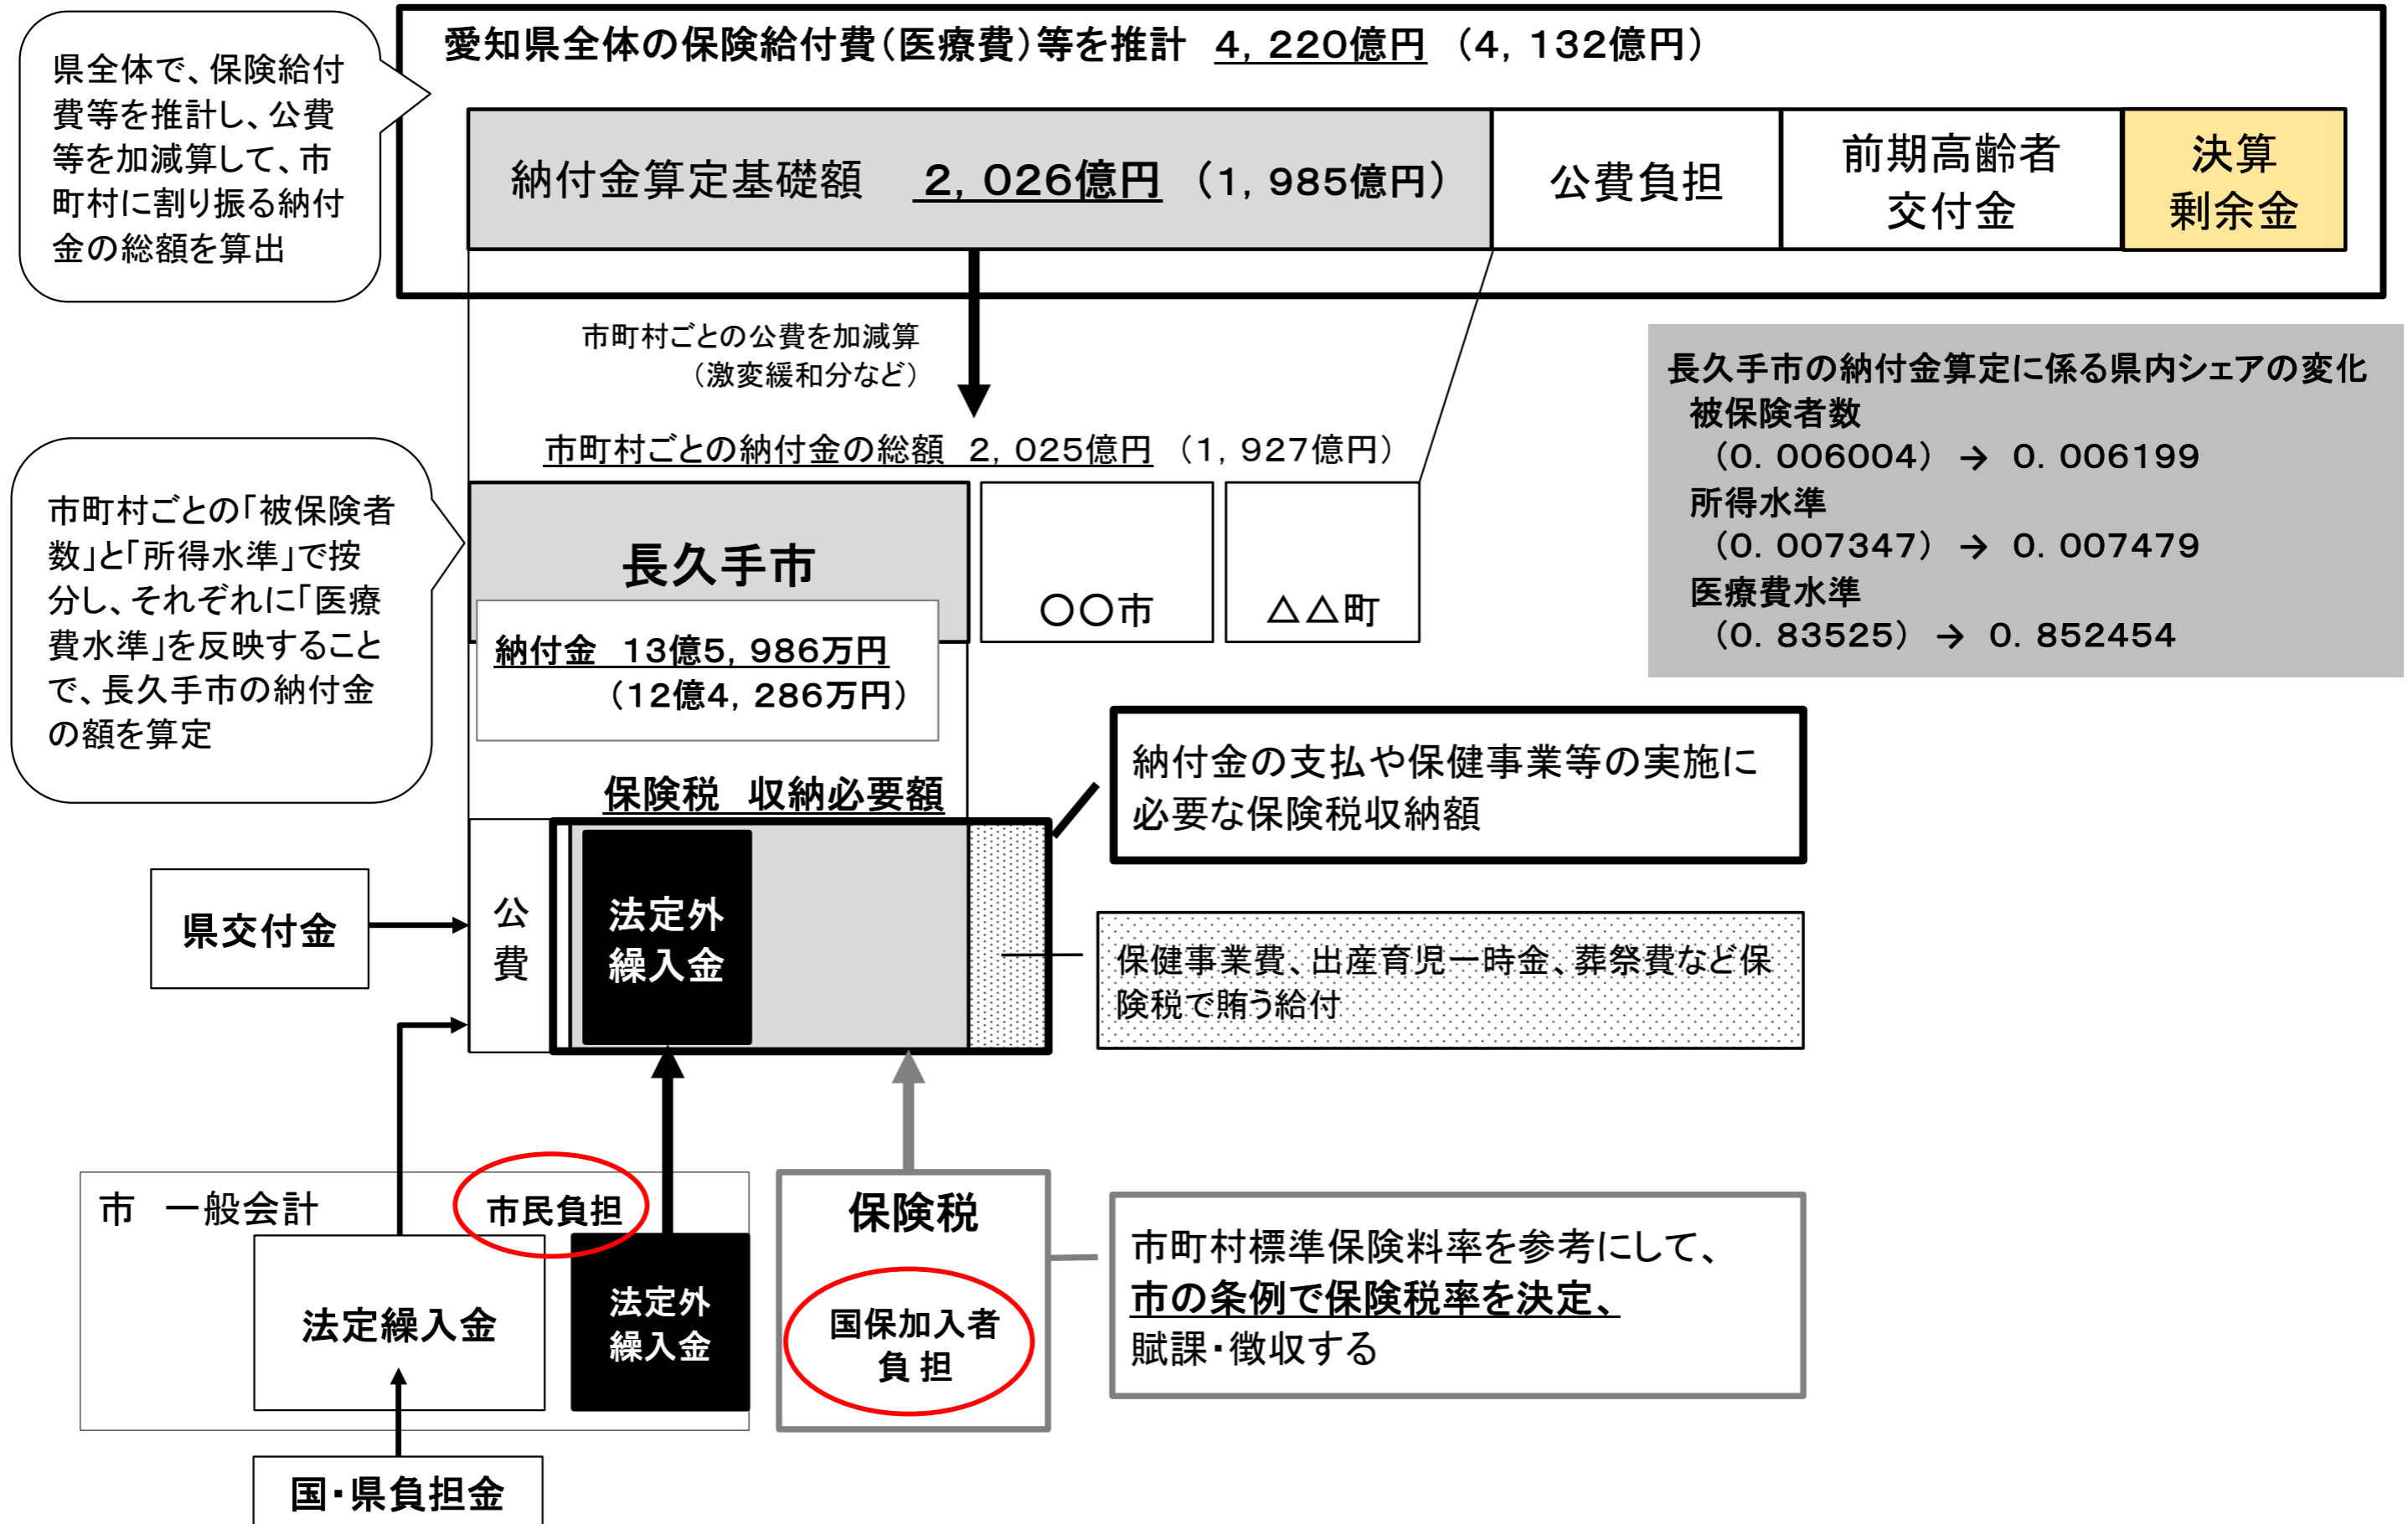 愛知県全体の保険給付費(医療費)等を推計　4,220億円　(4,132億円)
県全体で、保険給付
費等を推計し、公費
等を加減算して、市
町村に割り振る納付
金の総額を算出
納付金算定基礎額　2,026億円　(1,985億円)
公費負担
前期高齢者
交付金
決算
剰余金
市町村ごとの公費を加減算
(激変緩和分など)
長久手市の納付金算定に係る県内シェアの変化
被保険者数
(0.006004) → 0.006199
所得水準
(0.007347) → 0.007479
医療費水準
(0.83525) → 0.852454
市町村ごとの納付金の総額　2,025億円　(1,927億円)
市町村ごとの「被保険者
数」と「所得水準」で按
分し、それぞれに「医療
費水準」を反映すること
で、長久手市の納付金
の額を算定
長久手市
○○市
△△町
納付金　13億5,986万円
(12億4,286万円)
保険税　収納必要額
納付金の支払や保健事業等の実施に
必要な保険税収納額
県交付金
公
費
法定外
繰入金
保健事業費、出産育児一時金、葬祭費など保
険税で賄う給付
市　一般会計
市民負担
法定繰入金
法定外
繰入金
保険税
国保加入者
負 担
市町村標準保険料率を参考にして、
市の条例で保険税率を決定、
賦課・徴収する
国・県負担金